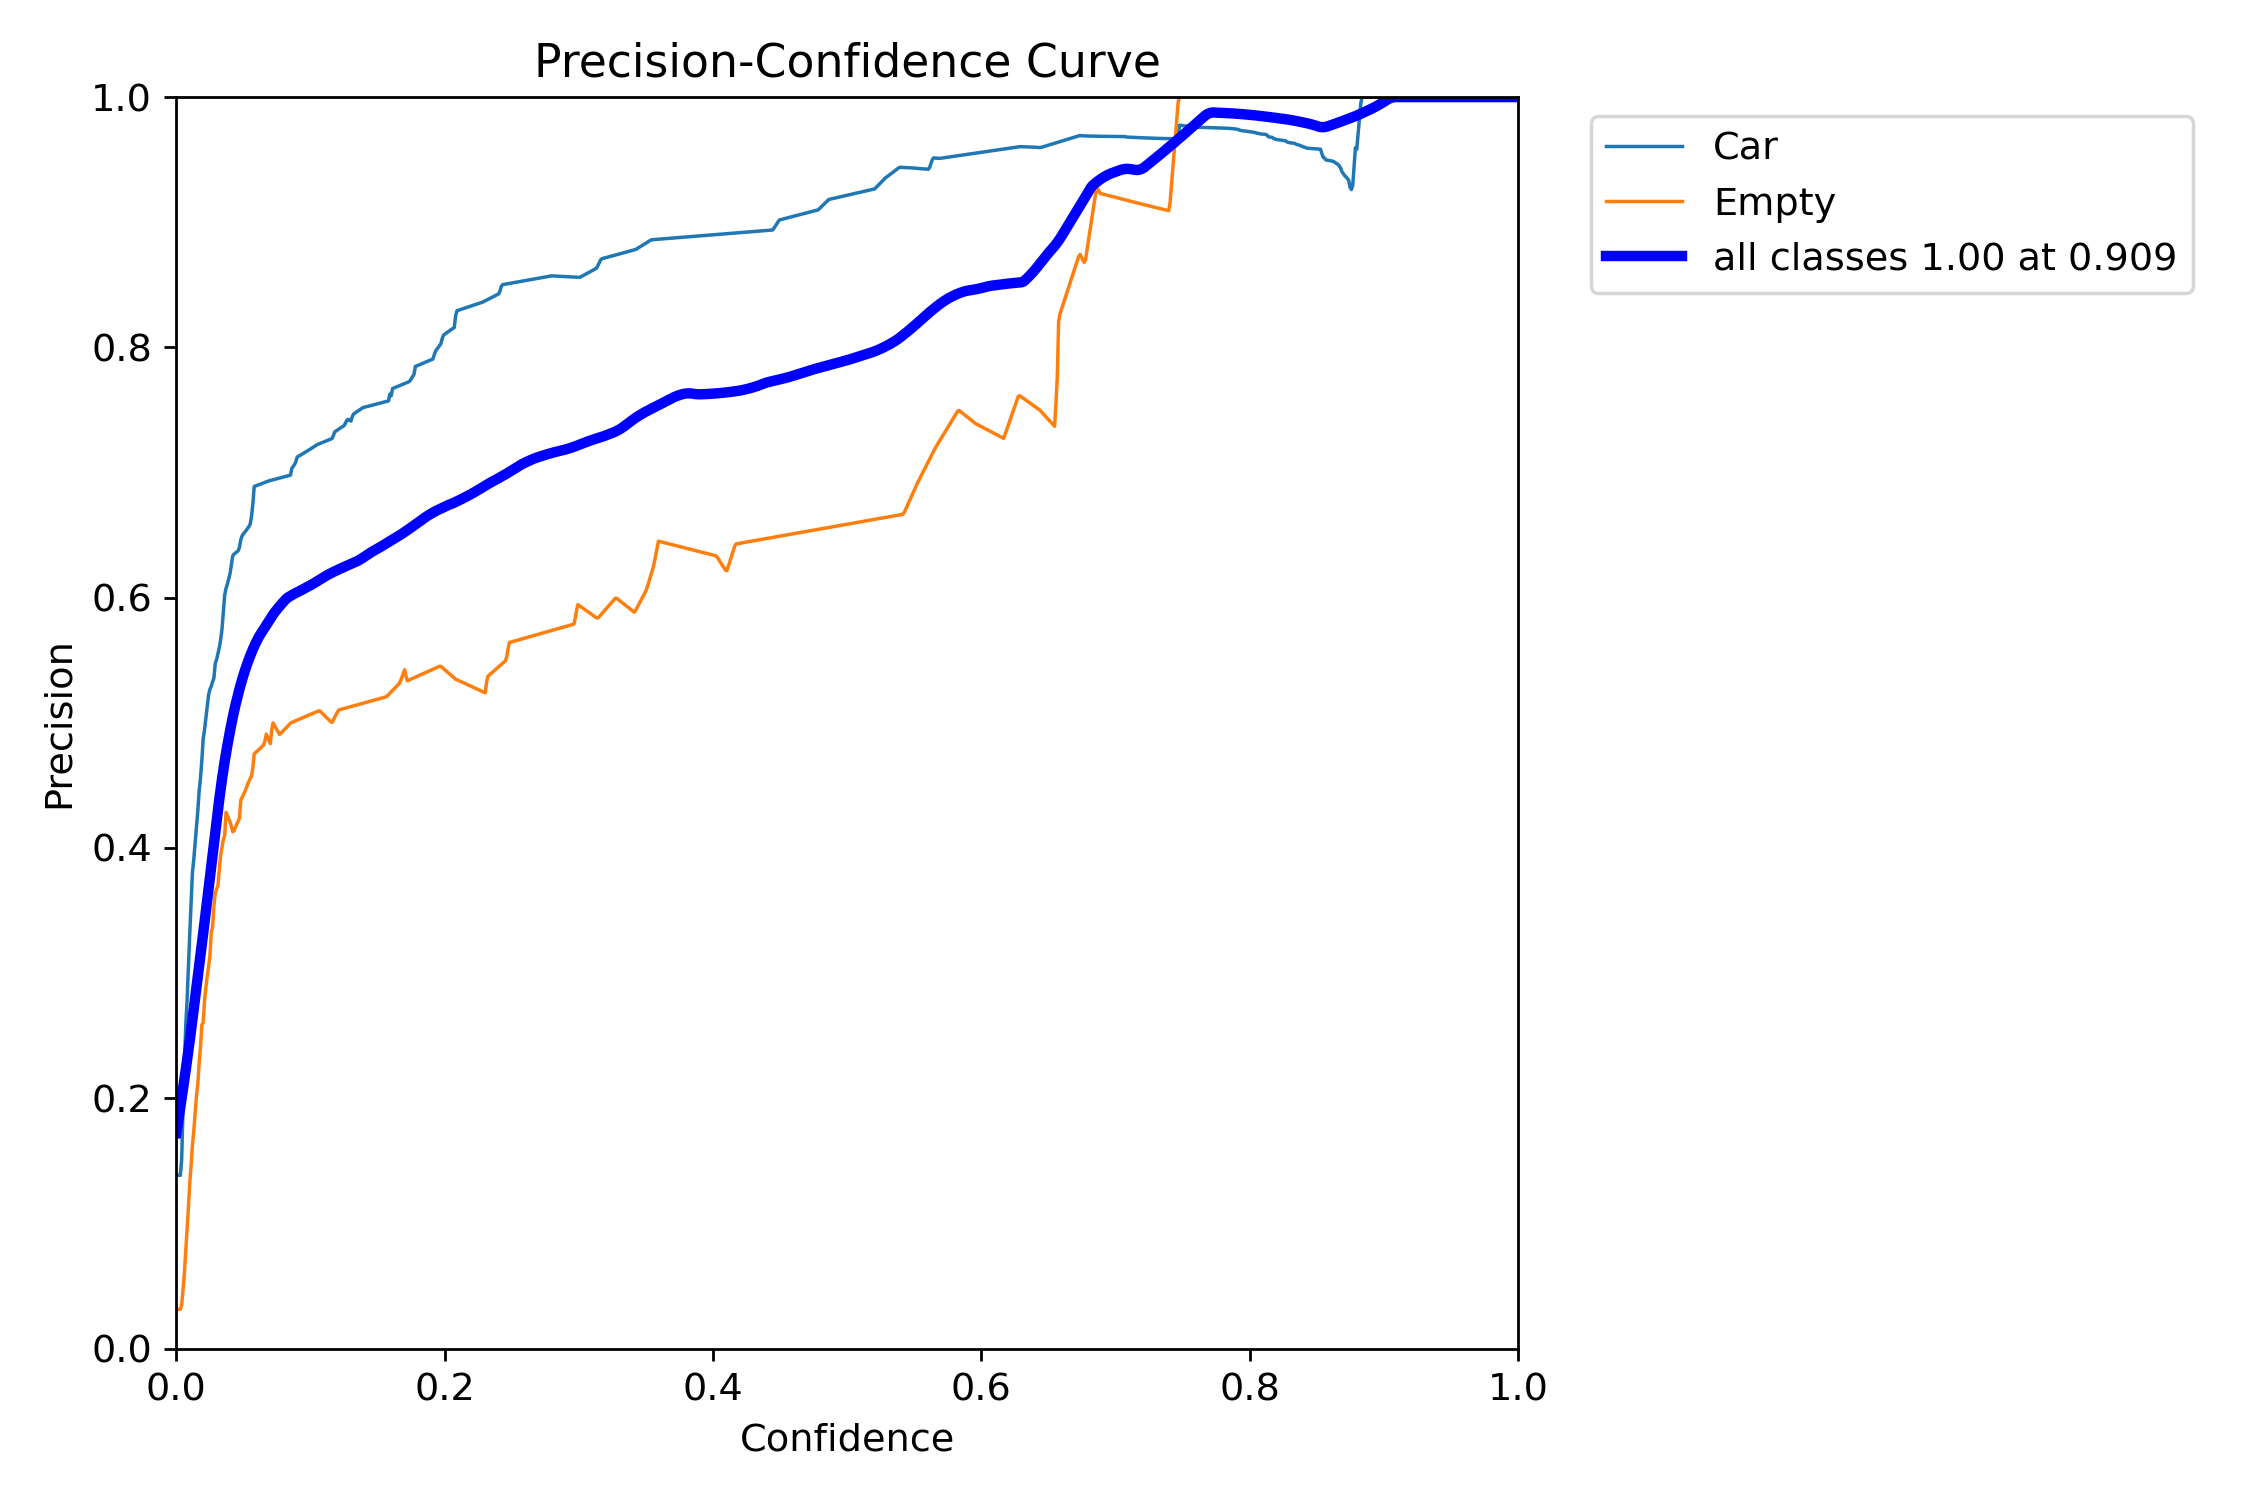 Precision-Confidence Curve
1.0
0.8
0.6
0.4
0.2
0.0
Precision
0.0 0.2 0.4 0.6 0.8 1.0
Confidence
Car
Empty
all classes 1.00 at 0.909